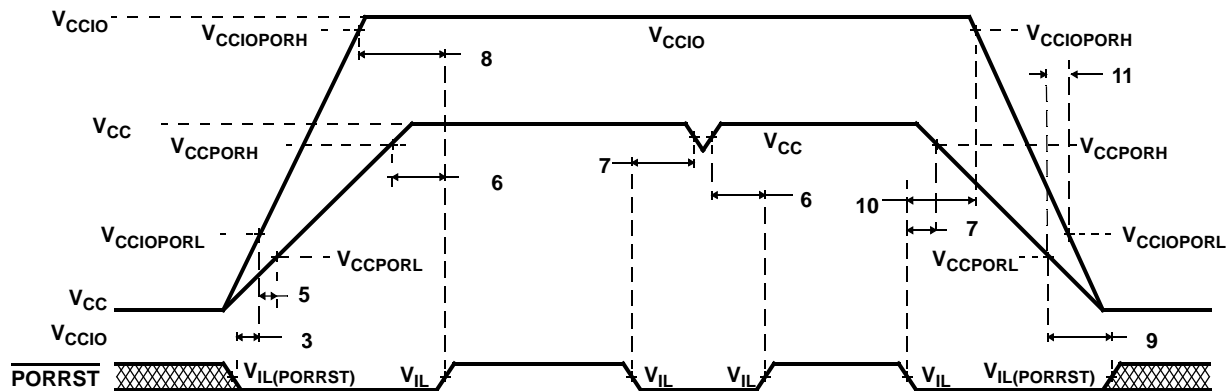 VCCIO
VCCIOPORH
VCCIO
VCCIOPORH
8
11
VCC
VCCPORH
VCC
VCCPORH
7
6
6
10
7
VCCIOPORL
VCCPORL
VCCPORL
VCCIOPORL
VCC
5
VCCIO
3
9
PORRST
VIL(PORRST)
VIL
VIL
VIL
VIL
VIL(PORRST)